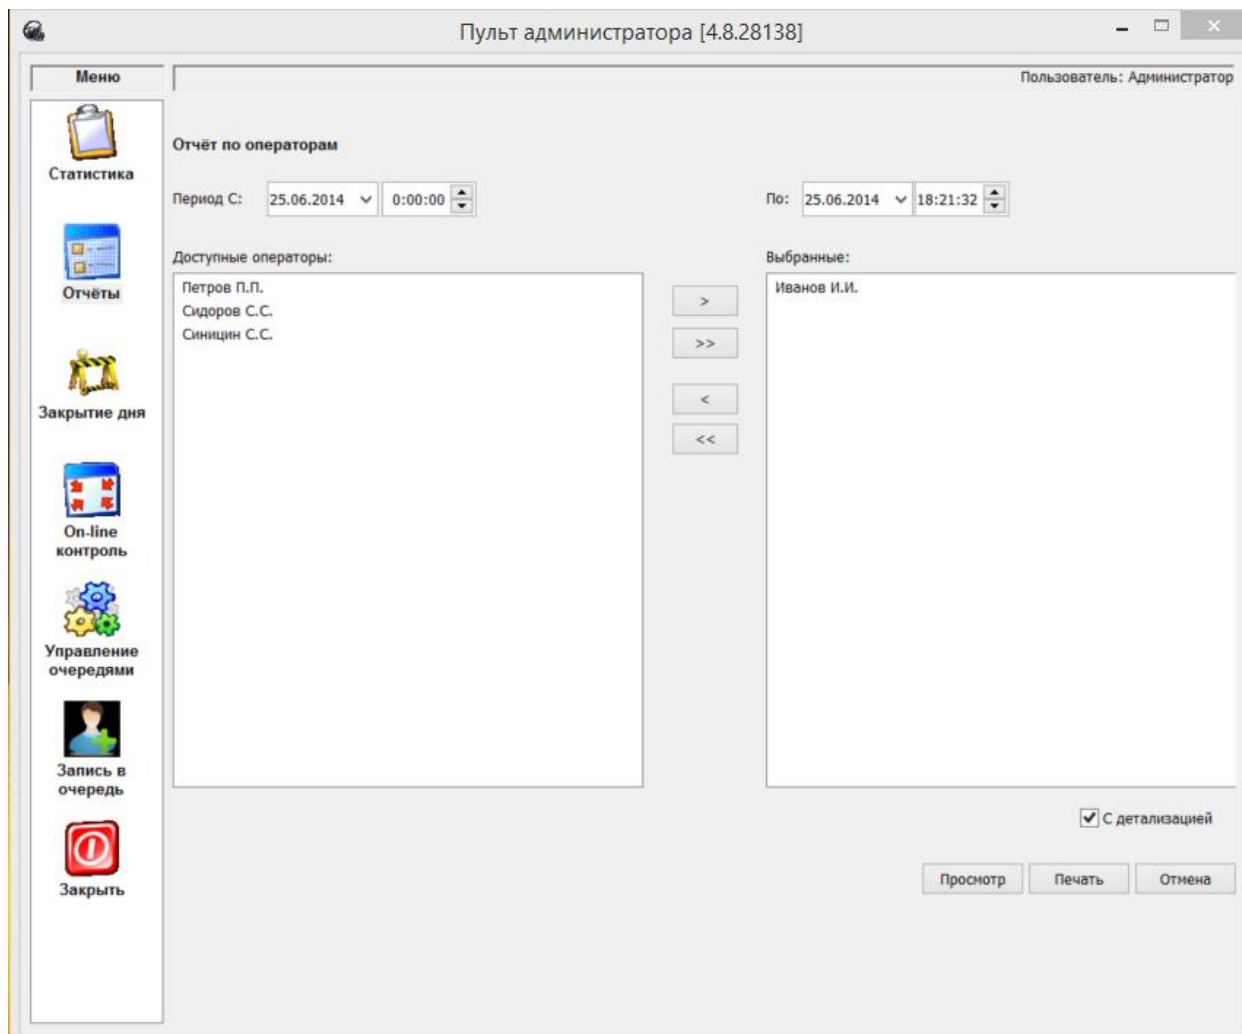 Пульт администратора [4.8.28138]
Меню
Пользователь: Администратор
Статистика
Отчёты
Закрытие дня
On-line
контроль
Управление
очередями
Запись в
очередь
Закрыть
Отчёт по операторам
Период С: 25.06.2014 0:00:00 По: 25.06.2014 18:21:32
Доступные операторы:
Петров П.П.
Сидоров С.С.
Синицин С.С.
>
>>
<
<<
Выбранные:
Иванов И.И.
С детализацией
Просмотр Печать Отмена